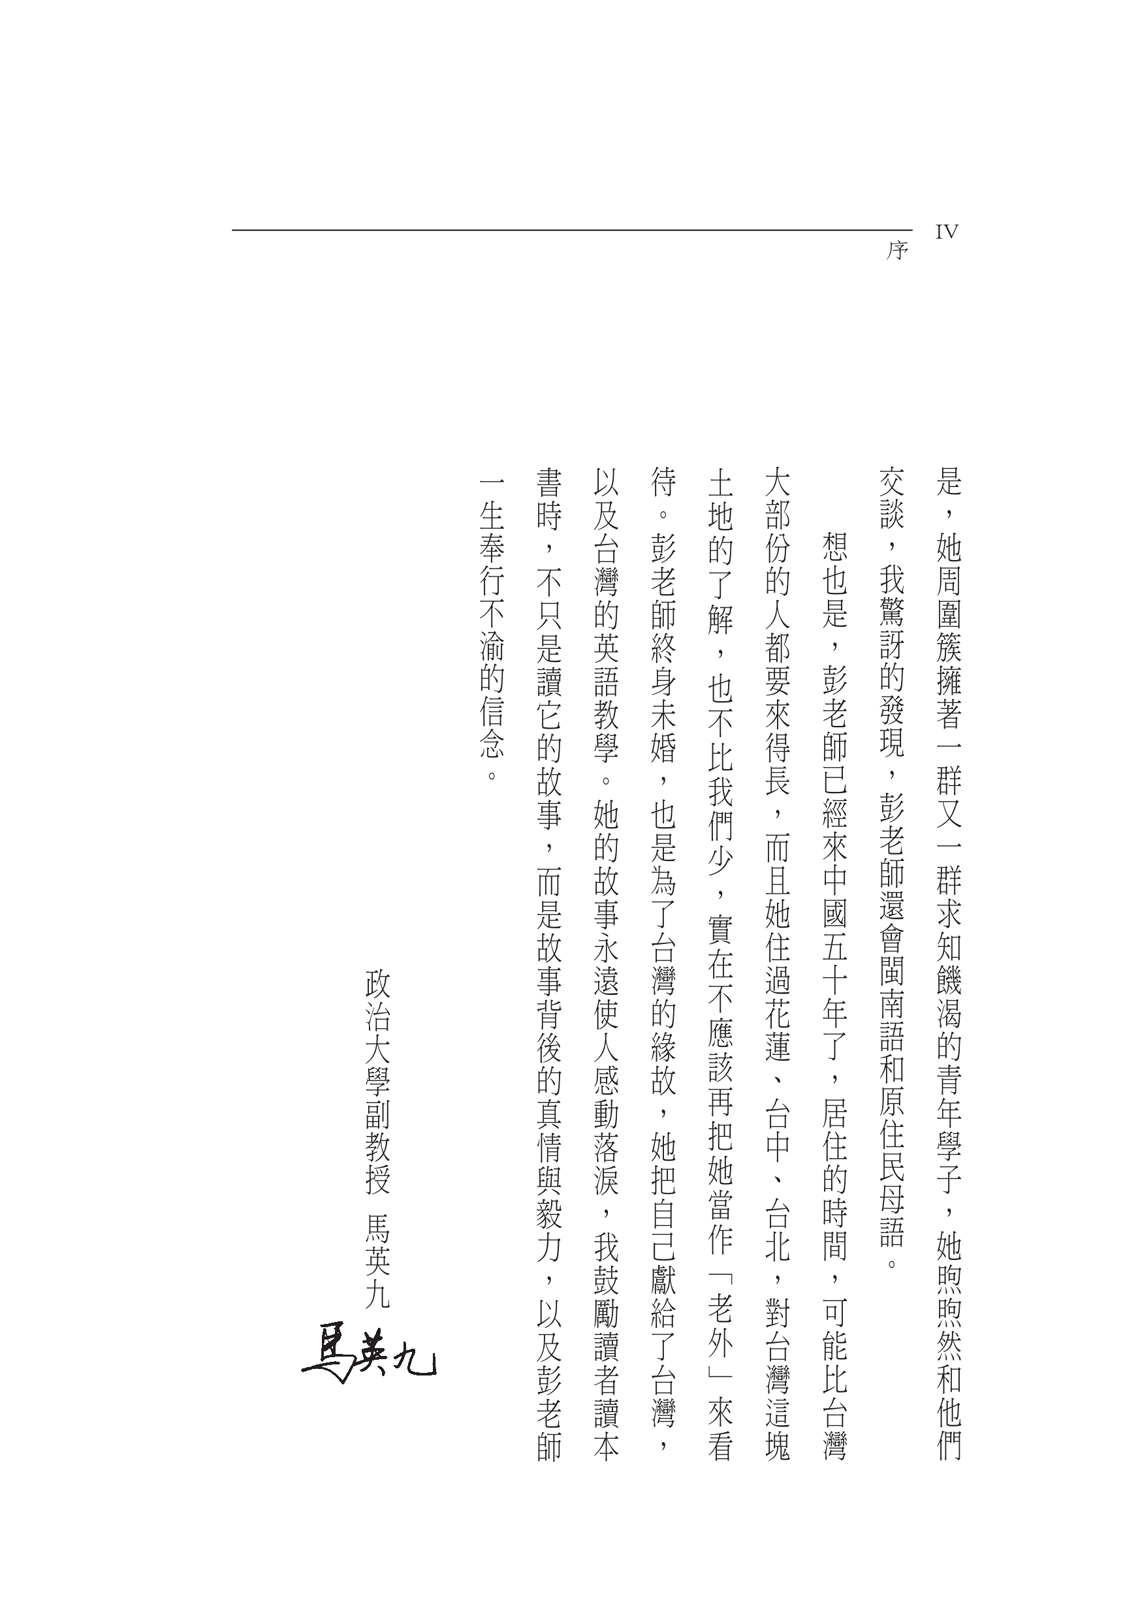 IV
序
是，她周圍簇擁著一群又一群求知饑渴的青年學子，她煦煦然和他們
交談，我驚訝的發現，彭老師還會閩南語和原住民母語。
想也是，彭老師已經來中國五十年了，居住的時間，可能比台灣
大部份的人都要來得長，而且她住過花蓮、台中、台北，對台灣這塊
土地的了解，也不比我們少，實在不應該再把她當作「老外」來看
待。彭老師終身未婚，也是為了台灣的緣故，她把自己獻給了台灣，
以及台灣的英語教學。她的故事永遠使人感動落淚，我鼓勵讀者讀本
書時，不只是讀它的故事，而是故事背後的真情與毅力，以及彭老師
一生奉行不渝的信念。
政治大學副教授 馬英九
馬英九